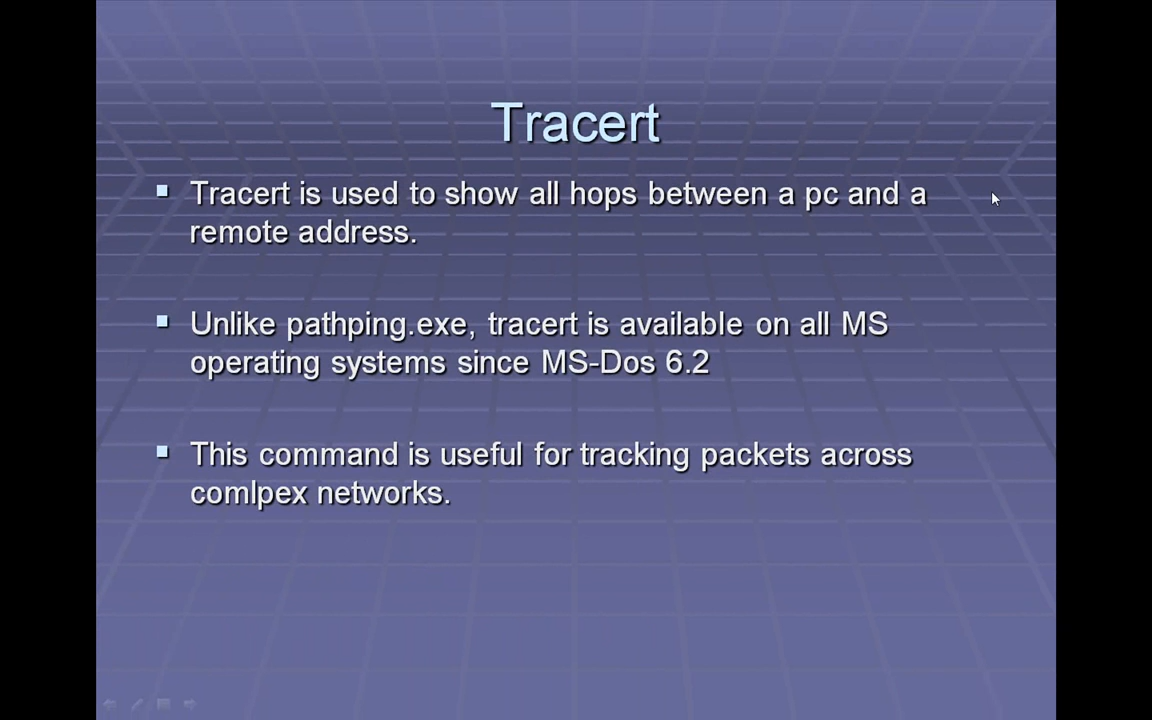 Tracert
Tracert is used to show all hops between a pc and a
remote address.
Unlike pathping.exe, tracert is available on all MS
operating systems since MS-Dos 6.2
This command is useful for tracking packets across
comlpex networks.